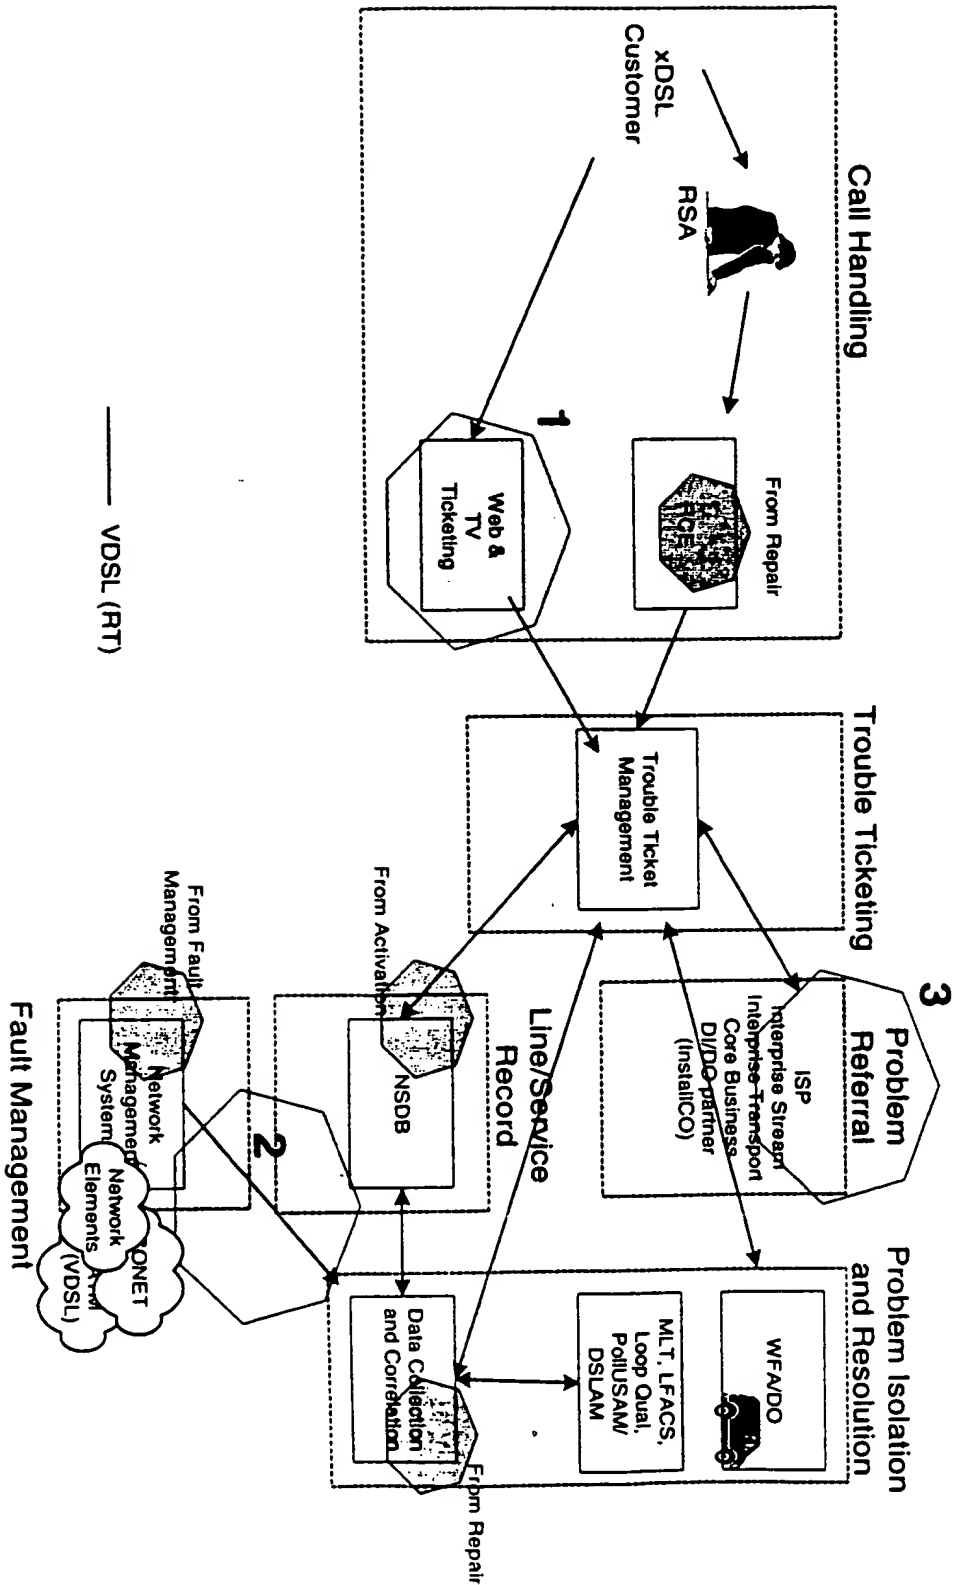 Call Handling
xDSL
Customer
RSA
From Repair
RCE
1
Web &
TV
Ticketing
VDSL (RT)
Trouble Ticketing
Trouble Ticket
Management
3
Problem
Referral
ISP
Interprise Stream
Interprise Transport
Core Business
DI/DO partner
(InstallCO)
Line/Service
Record
From Activation
NSDB
2
From Fault
Management
Network
Management
System
Network
Elements
(VDSL)
Fault Management
Problem Isolation
and Resolution
WFA/DO
MLT, LFACS,
Loop Qual,
PollUSAM/
DSLAM
Data Collection
and Correlation
From Repair